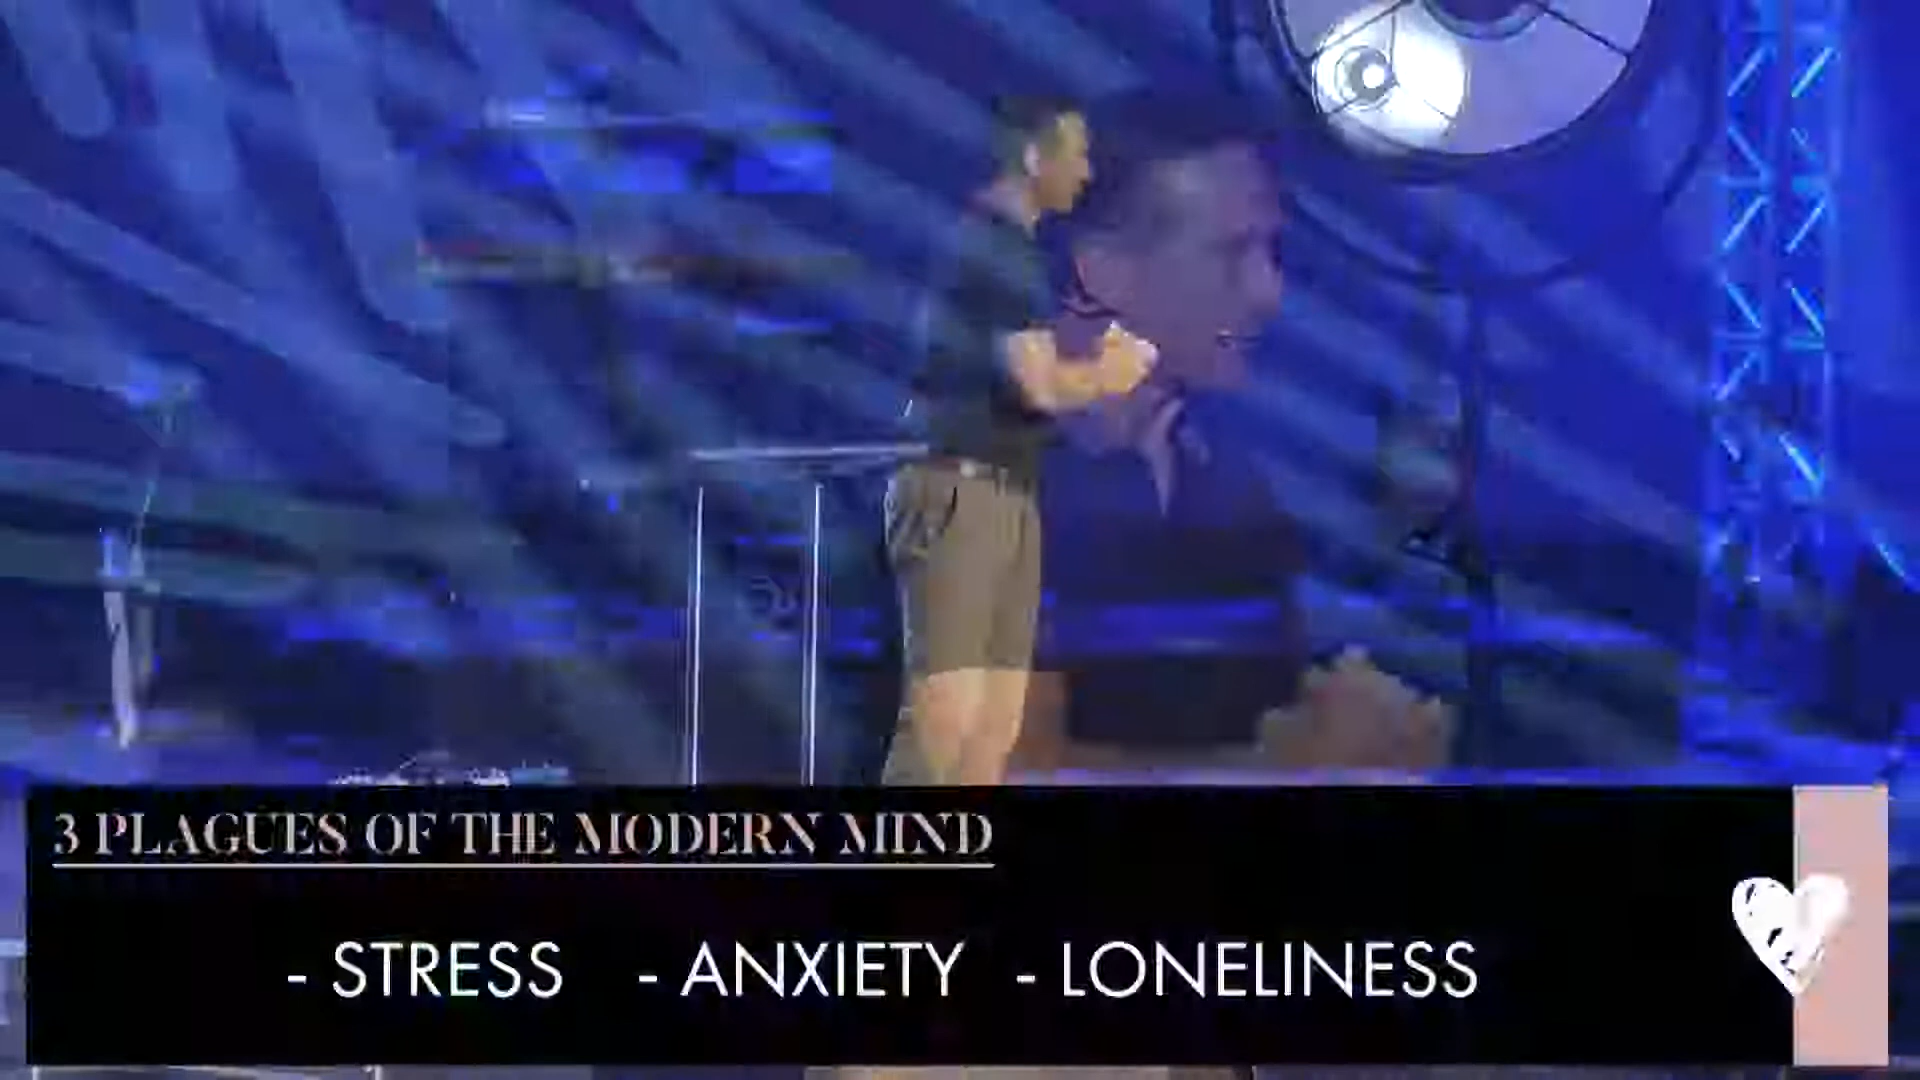 3 PLAGUES OF THE MODERN MIND
- STRESS - ANXIETY - LONELINESS